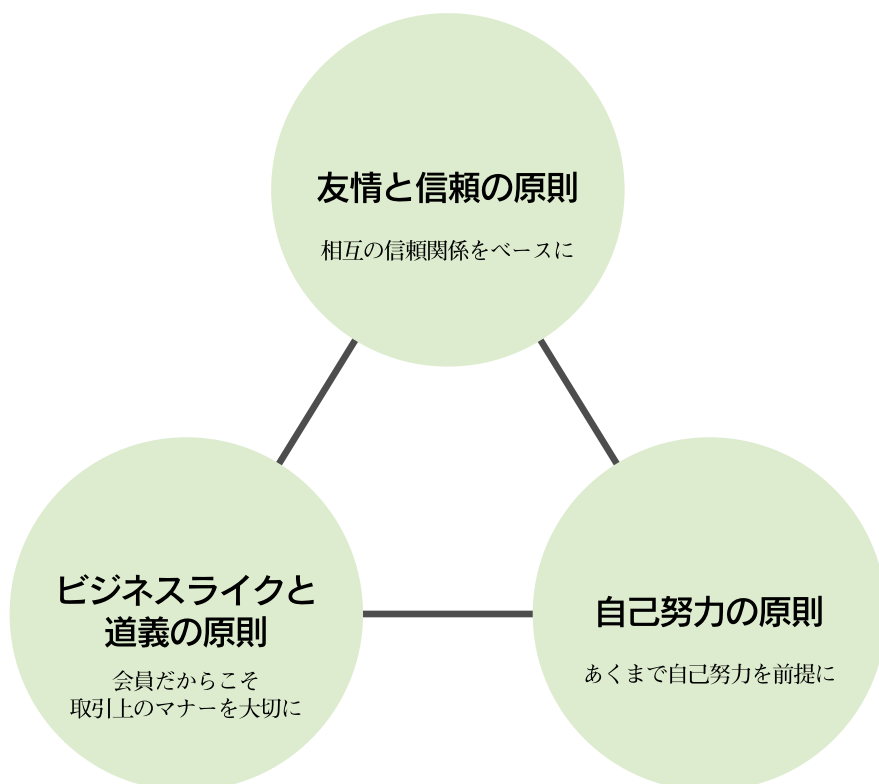 友情と信頼の原則
相互の信頼関係をベースに
ビジネスライクと
道義の原則
会員だからこそ
取引上のマナーを大切に
自己努力の原則
あくまで自己努力を前提に